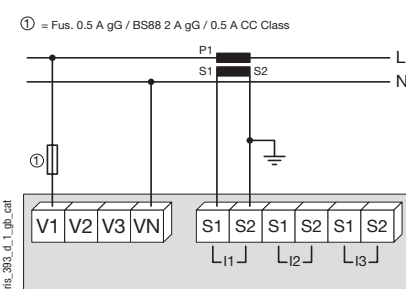 ① = Fus. 0.5 A gG / BS88 2 A gG / 0.5 A CC Class
P1
L
S1 S2
N
①
V1 V2 V3 VN S1 S2 S1 S2 S1 S2
I1 I2 I3
ris_393_d_1_gb_cat